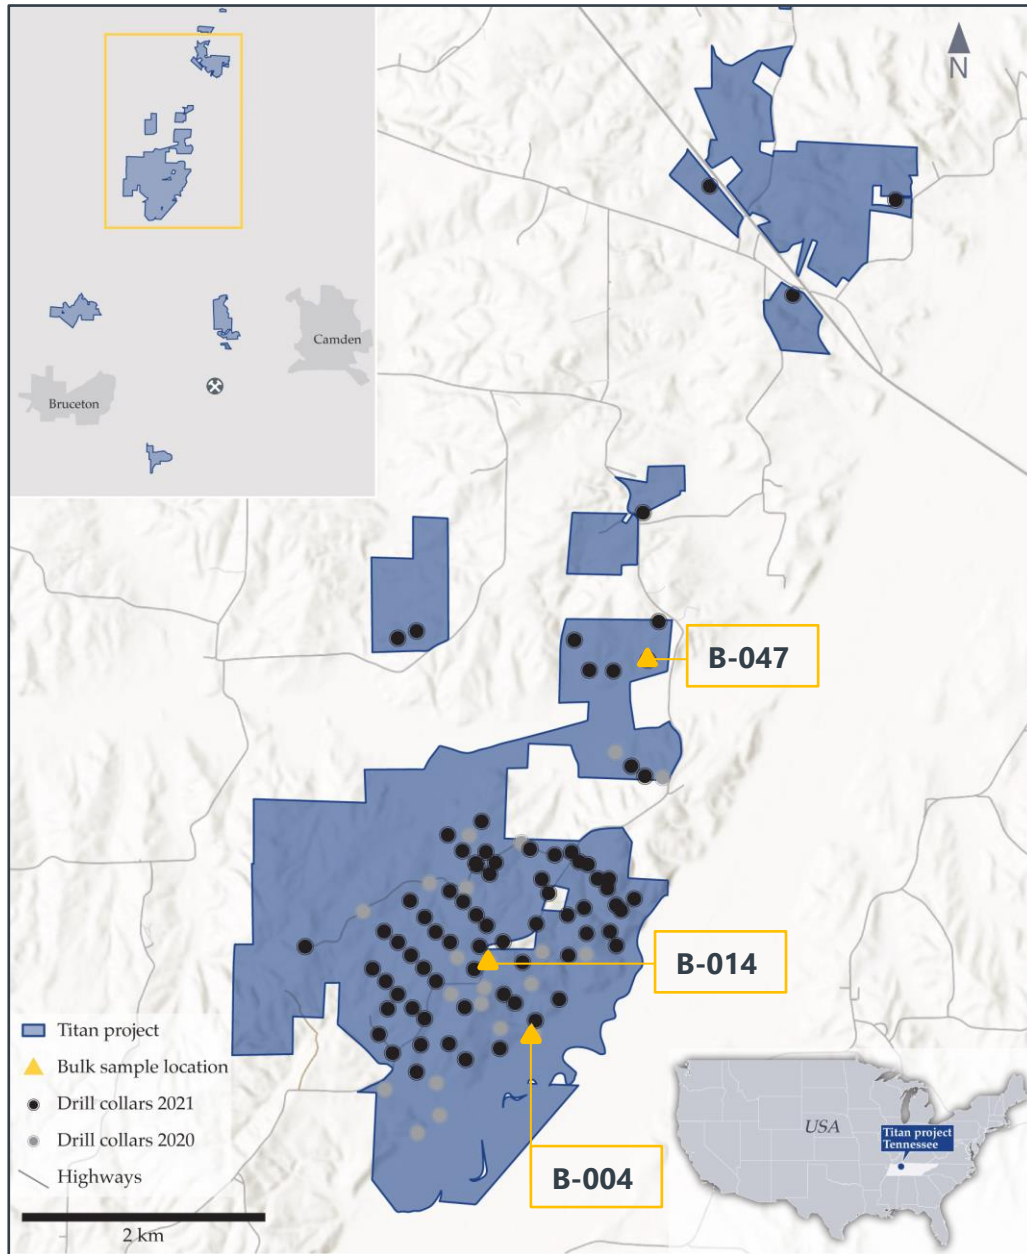 N
Camden
Bruceton
B-047
B-014
B-004
Titan project
Bulk sample location
Drill collars 2021
Drill collars 2020
Highways
2 km
USA
Titan project
Tennessee